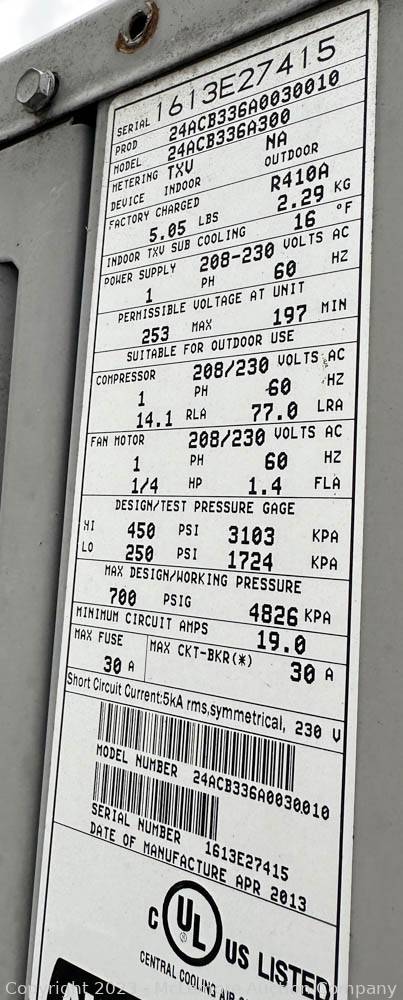 SERIAL 1613E27415
PROD 24ACB336A0030010
MODEL 24ACB336A300
METERING TXV NA
DEVICE INDOOR OUTDOOR
FACTORY CHARGED R410A
5.05 LBS 2.29 KG
INDOOR TXV SUB COOLING 16 °F
POWER SUPPLY 208-230 VOLTS AC
1 PH 60 HZ
PERMISSIBLE VOLTAGE AT UNIT
253 MAX 197 MIN
SUITABLE FOR OUTDOOR USE
COMPRESSOR 208/230 VOLTS AC
1 PH 60 HZ
14.1 RLA 77.0 LRA
FAN MOTOR 208/230 VOLTS AC
1 PH 60 HZ
1/4 HP 1.4 FLA
DESIGN/TEST PRESSURE GAGE
HI 450 PSI 3103 KPA
LO 250 PSI 1724 KPA
MAX DESIGN/WORKING PRESSURE
700 PSIG 4826 KPA
MINIMUM CIRCUIT AMPS 19.0
MAX FUSE MAX CKT-BKR(*)
30 A 30 A
Short Circuit Current:5kA rms,symmetrical, 230 V
MODEL NUMBER 24ACB336A0030010
SERIAL NUMBER 1613E27415
DATE OF MANUFACTURE APR 2013
C UL US LISTED
CENTRAL COOLING AIR
Copyright - Auction Company